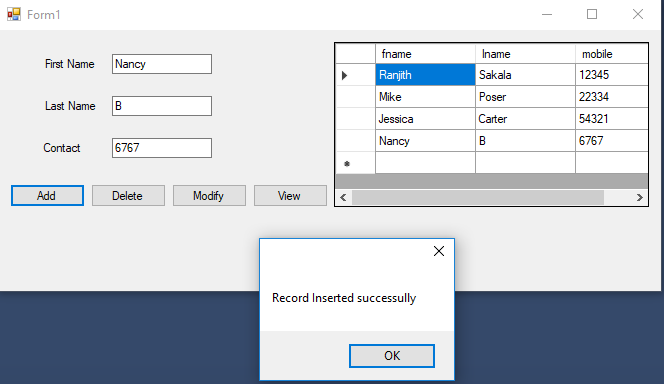 Form1
First Name Nancy
Last Name B
Contact 6767
Add Delete Modify View
fname lname mobile
Ranjith Sakala 12345
Mike Poser 22334
Jessica Carter 54321
Nancy B 6767
Record Inserted successully
OK